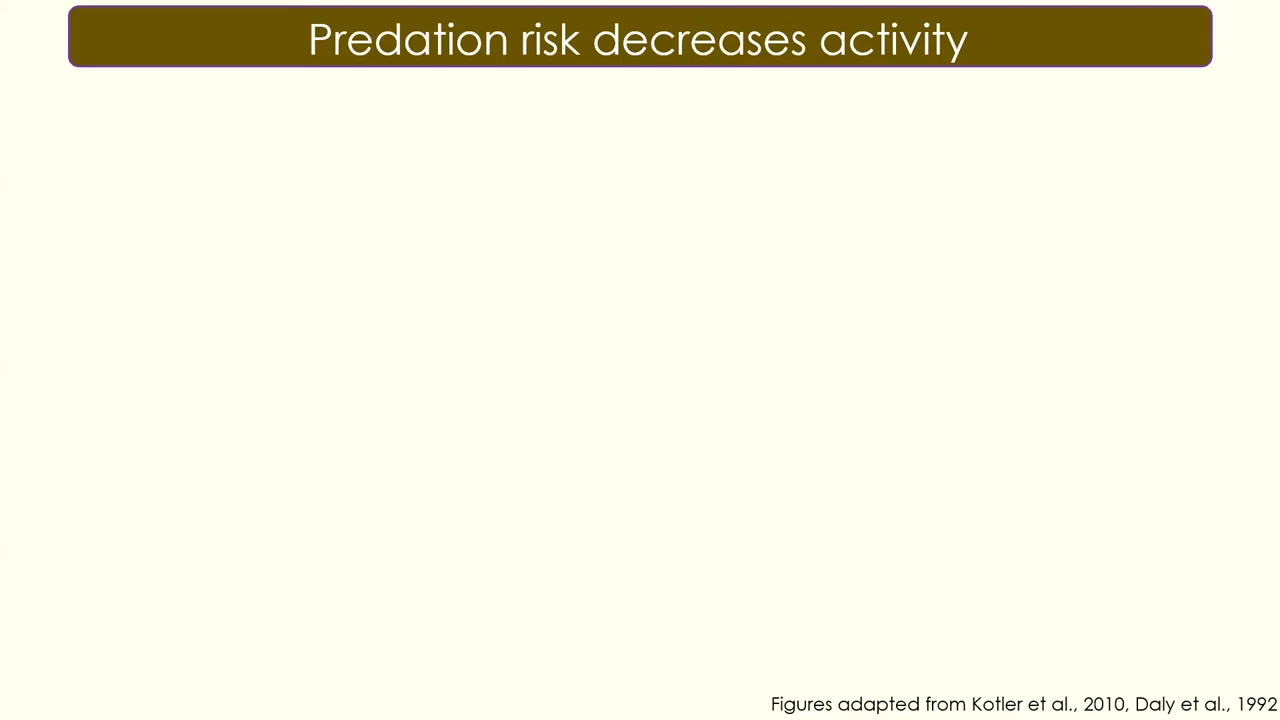 Predation risk decreases activity
Figures adapted from Kotler et al., 2010, Daly et al., 1992